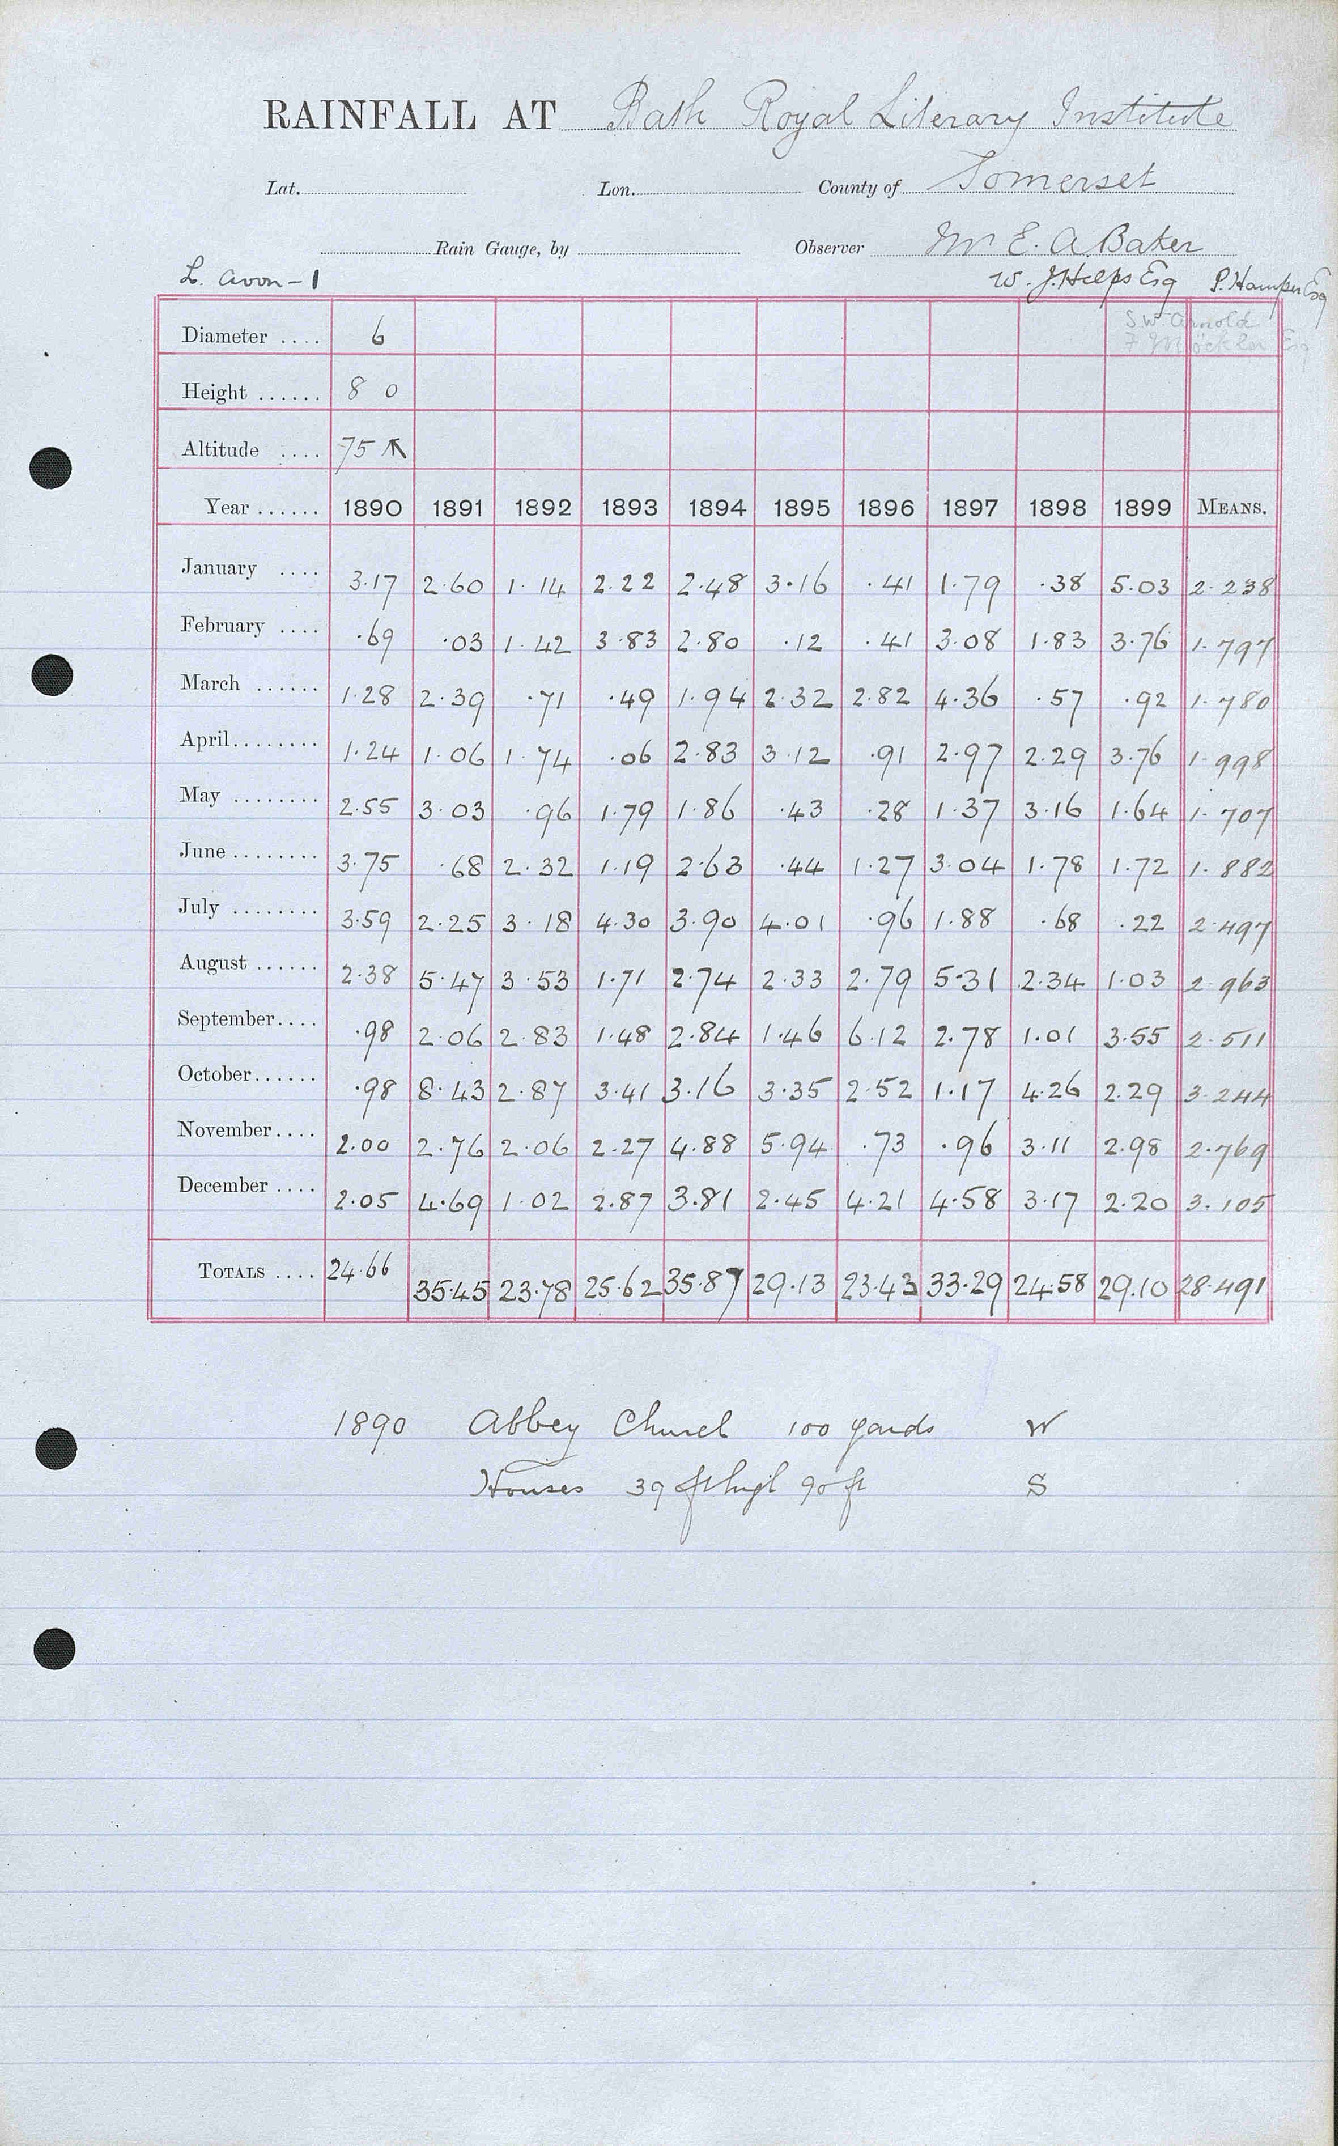 RAINFALL AT Bath Royal Literary Institute
Lat. Lon. County of Somerset
Rain Gauge, by Observer Mr E. A. Baker
L. Avon - 1 W. J. Helps Esq P. Hamper Esq
S. W. Arnold
Diameter .... 6
Esq
Height ...... 8 0
Altitude .... 75 ↖
Year ...... 1890 1891 1892 1893 1894 1895 1896 1897 1898 1899 MEANS.
January .... 3.17 2.60 1.14 2.22 2.48 3.16 .41 1.79 .38 5.03 2.238
February .... .69 .03 1.42 3.83 2.80 .12 .41 3.08 1.83 3.76 1.797
March ...... 1.28 2.39 .71 .49 1.94 2.32 2.82 4.36 .57 .92 1.780
April........ 1.24 1.06 1.74 .06 2.83 3.12 .91 2.97 2.29 3.76 1.998
May ........ 2.55 3.03 .96 1.79 1.86 .43 .28 1.37 3.16 1.64 1.707
June ........ 3.75 .68 2.32 1.19 2.63 .44 1.27 3.04 1.78 1.72 1.882
July ........ 3.59 2.25 3.18 4.30 3.90 4.01 .96 1.88 .68 .22 2.497
August ...... 2.38 5.47 3.53 1.71 2.74 2.33 2.79 5.31 2.34 1.03 2.963
September.... .98 2.06 2.83 1.48 2.84 1.46 6.12 2.78 1.01 3.55 2.511
October...... .98 8.43 2.87 3.41 3.16 3.35 2.52 1.17 4.26 2.29 3.244
November.... 2.00 2.76 2.06 2.27 4.88 5.94 .73 .96 3.11 2.98 2.769
December .... 2.05 4.69 1.02 2.87 3.81 2.45 4.21 4.58 3.17 2.20 3.105
TOTALS .... 24.66 35.45 23.78 25.62 35.87 29.13 23.43 33.29 24.58 29.10 28.491
1890 Abbey Church 100 yards W
Houses 39 ft high 90 ft S